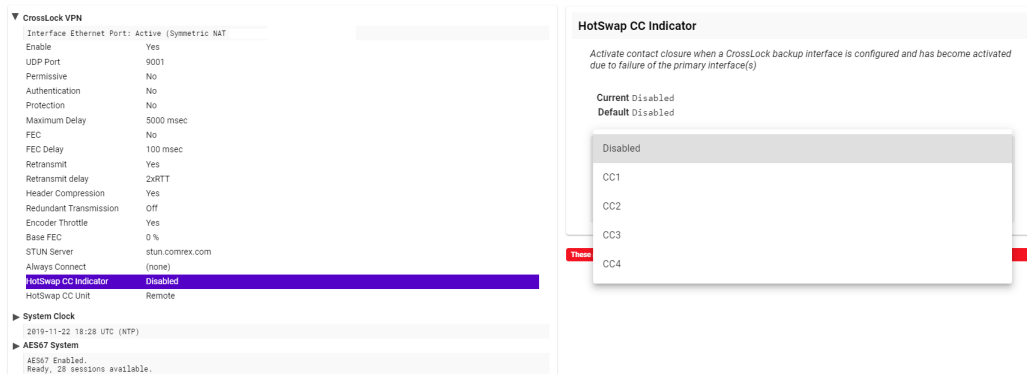 CrossLock VPN
Interface Ethernet Port: Active (Symmetric NAT
Enable Yes
UDP Port 9001
Permissive No
Authentication No
Protection No
Maximum Delay 5000 msec
FEC No
FEC Delay 100 msec
Retransmit Yes
Retransmit delay 2xRTT
Header Compression Yes
Redundant Transmission Off
Encoder Throttle Yes
Base FEC 0 %
STUN Server stun.comrex.com
Always Connect (none)
HotSwap CC Indicator Disabled
HotSwap CC Unit Remote
System Clock
2019-11-22 18:28 UTC (NTP)
AES67 System
AES67 Enabled.
Ready, 28 sessions available.
HotSwap CC Indicator
Activate contact closure when a CrossLock backup interface is configured and has become activated
due to failure of the primary interface(s)
Current Disabled
Default Disabled
Disabled
CC1
CC2
CC3
CC4
These